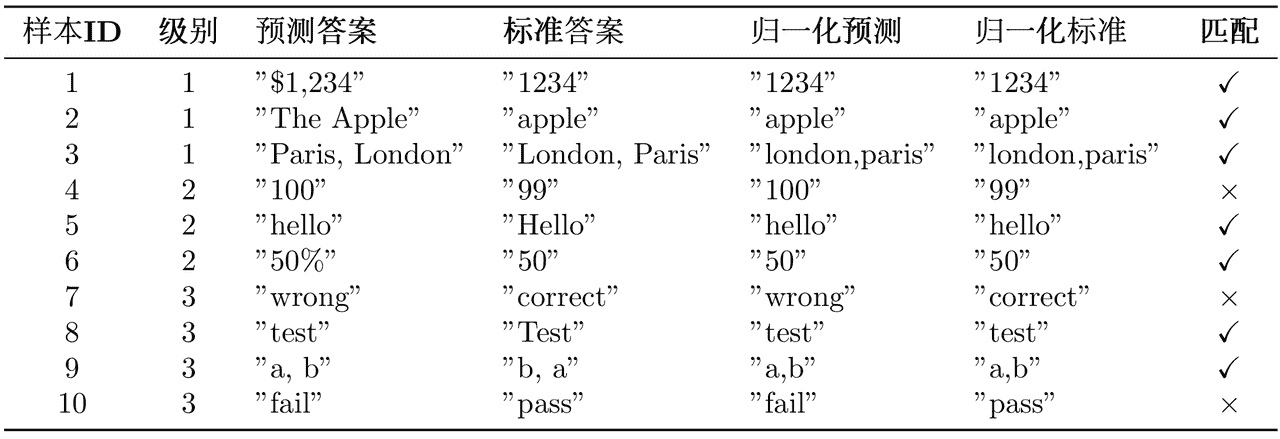 样本ID 级别 预测答案 标准答案 归一化预测 归一化标准 匹配
1 1 ”$1,234” ”1234” ”1234” ”1234” ✓
2 1 ”The Apple” ”apple” ”apple” ”apple” ✓
3 1 ”Paris, London” ”London, Paris” ”london,paris” ”london,paris” ✓
4 2 ”100” ”99” ”100” ”99” ×
5 2 ”hello” ”Hello” ”hello” ”hello” ✓
6 2 ”50%” ”50” ”50” ”50” ✓
7 3 ”wrong” ”correct” ”wrong” ”correct” ×
8 3 ”test” ”Test” ”test” ”test” ✓
9 3 ”a, b” ”b, a” ”a,b” ”a,b” ✓
10 3 ”fail” ”pass” ”fail” ”pass” ×